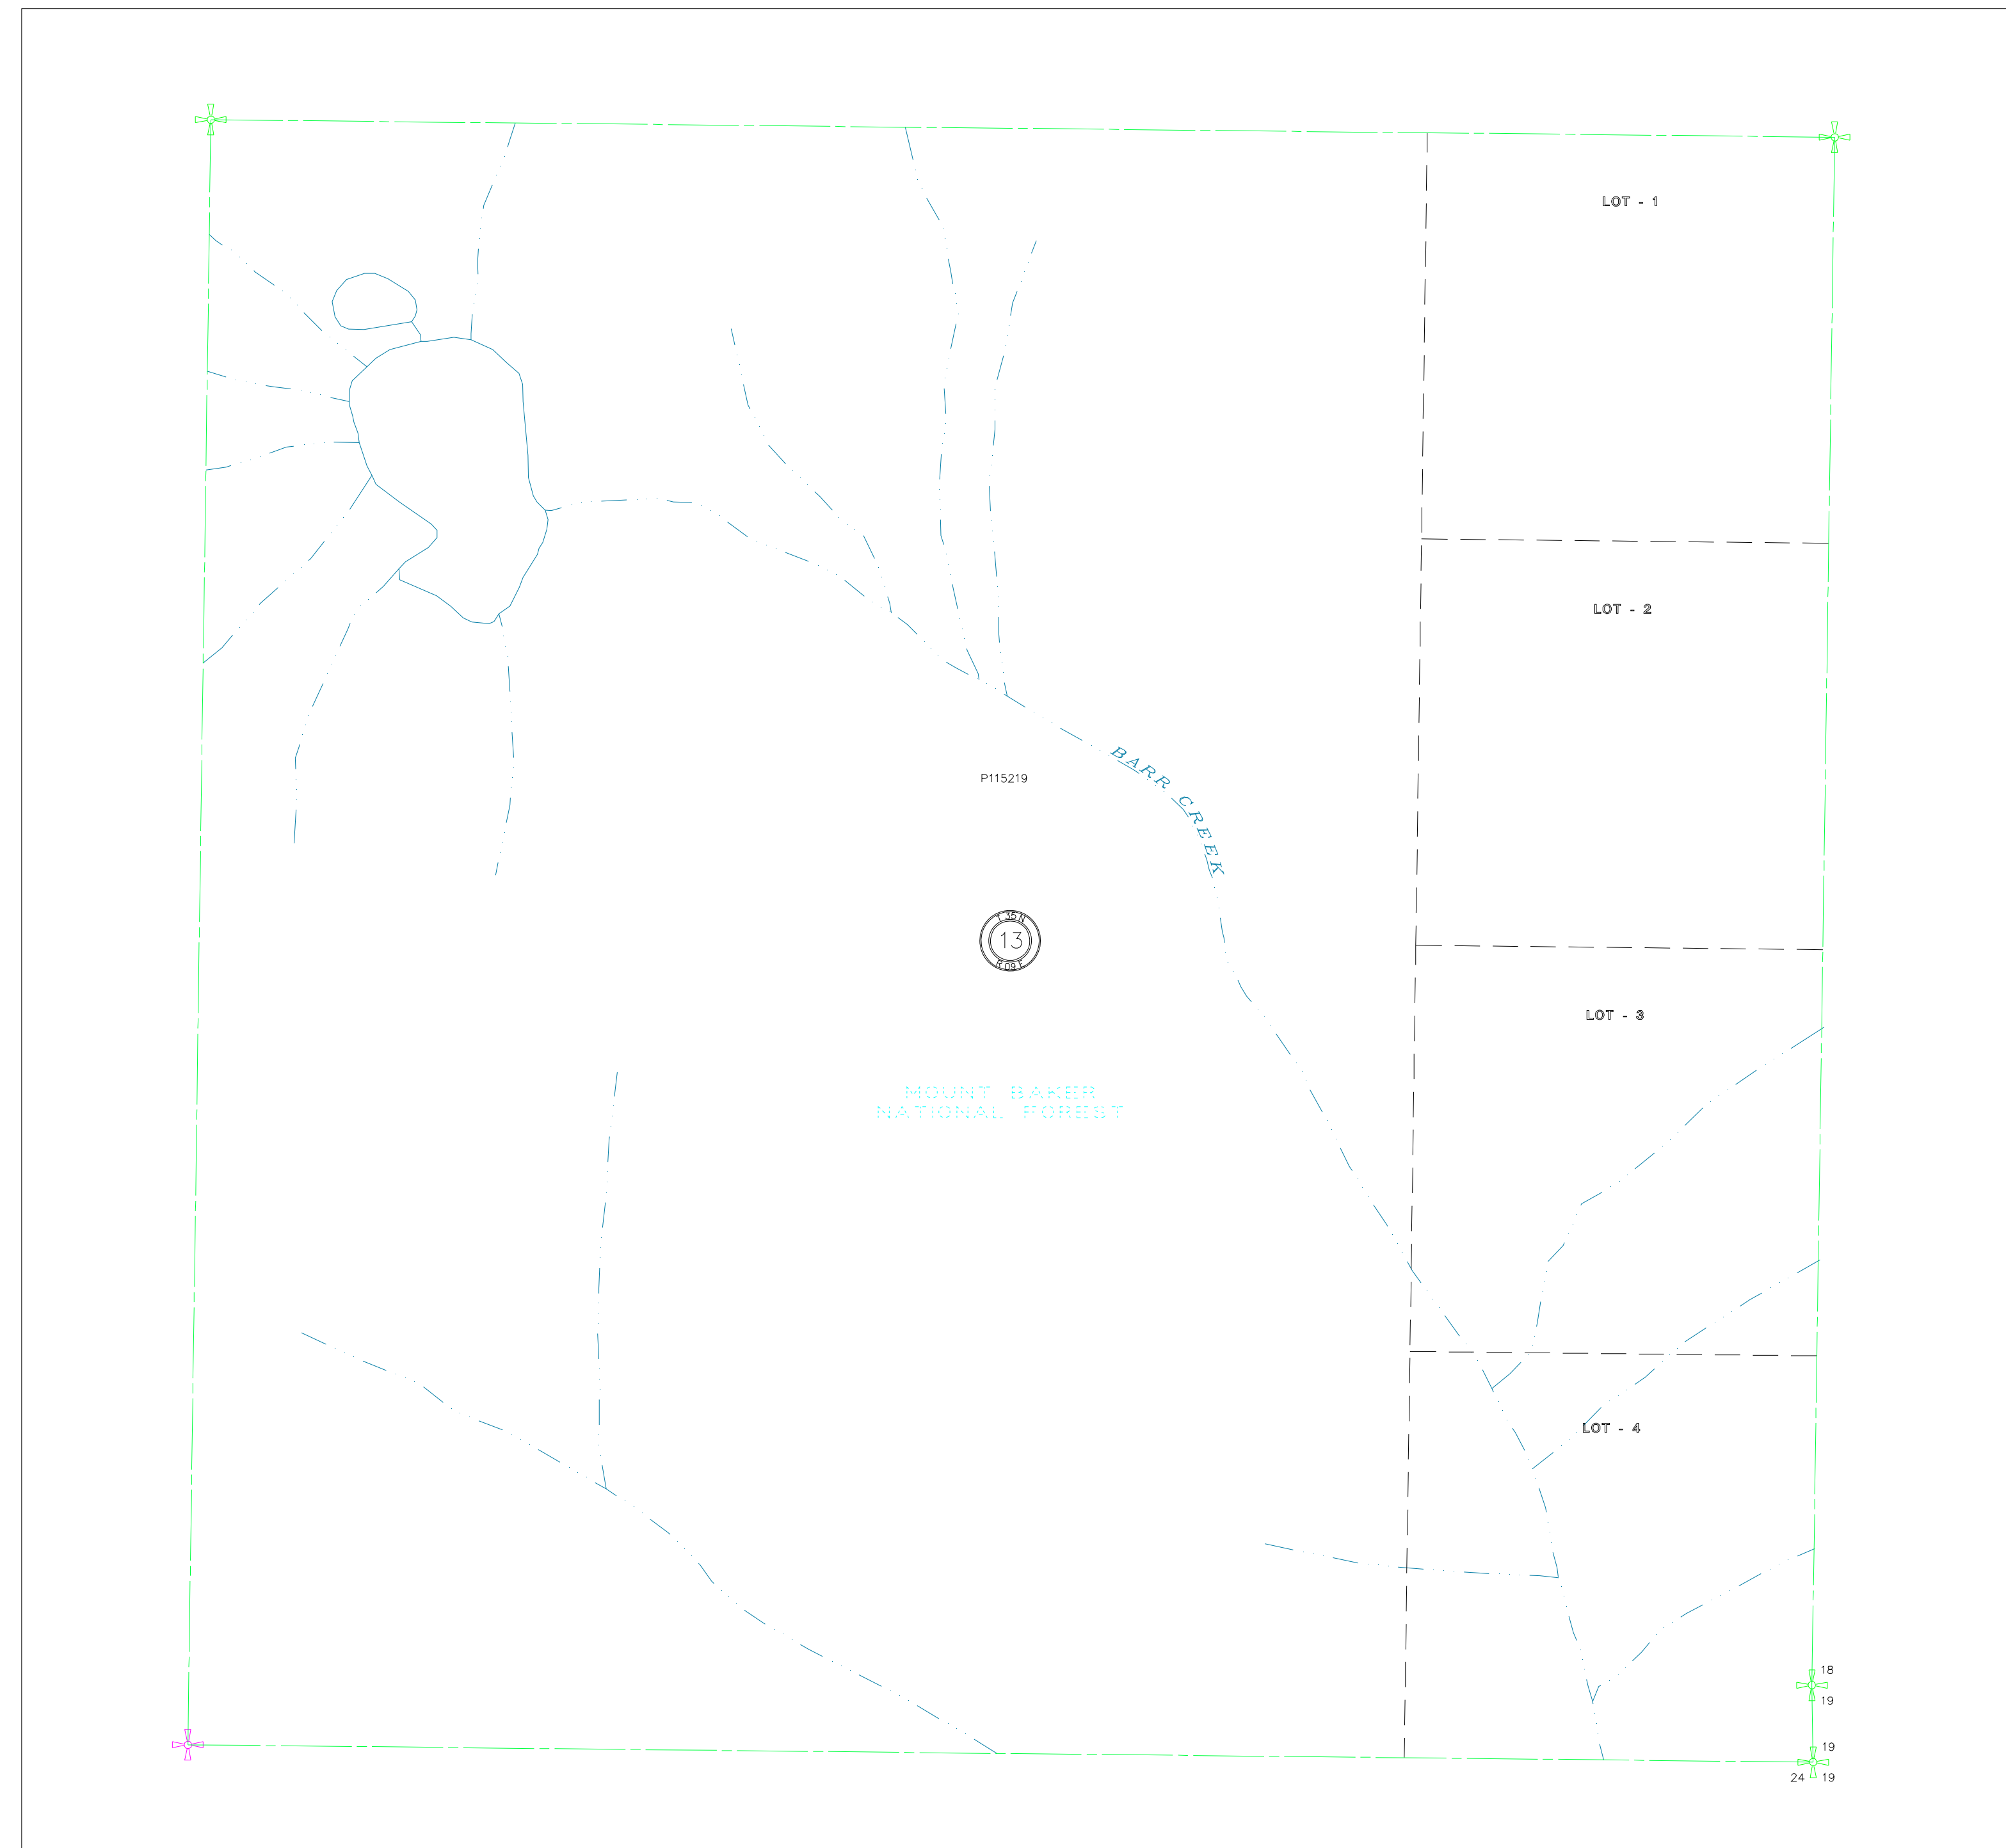 LOT - 1
LOT - 2
P115219
BARR CREEK
T 35 N
13
R 09 E
LOT - 3
MOUNT BAKER
NATIONAL FOREST
LOT - 4
18
19
19
24 19